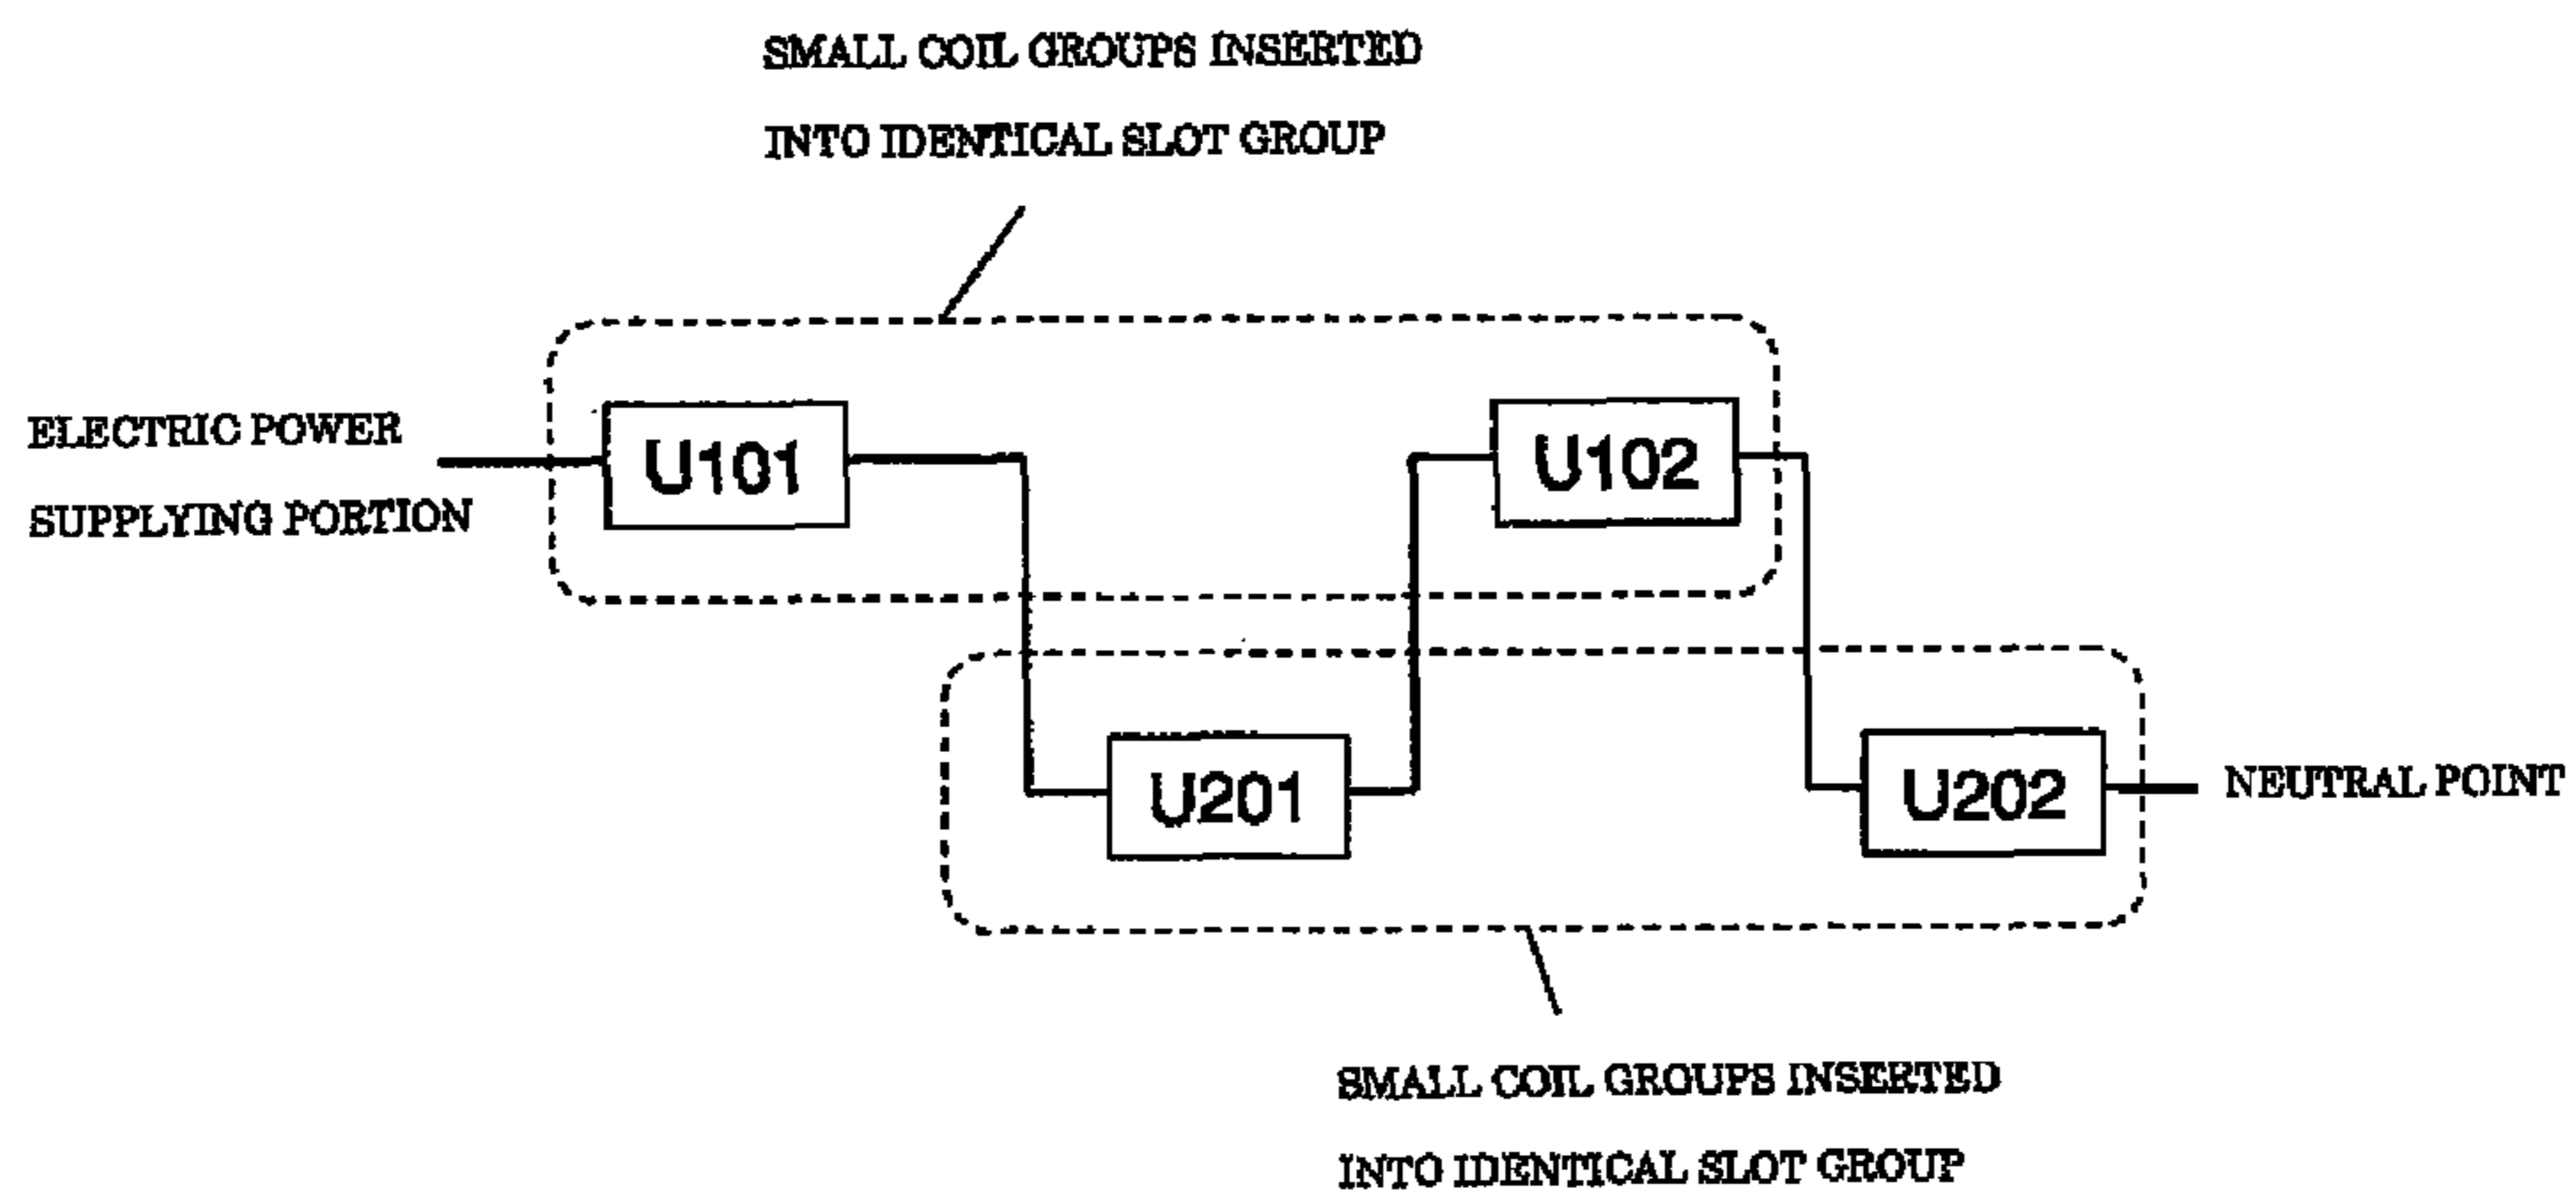 SMALL COIL GROUPS INSERTED
INTO IDENTICAL SLOT GROUP
ELECTRIC POWER
SUPPLYING PORTION
U101
U102
U201
U202
NEUTRAL POINT
SMALL COIL GROUPS INSERTED
INTO IDENTICAL SLOT GROUP